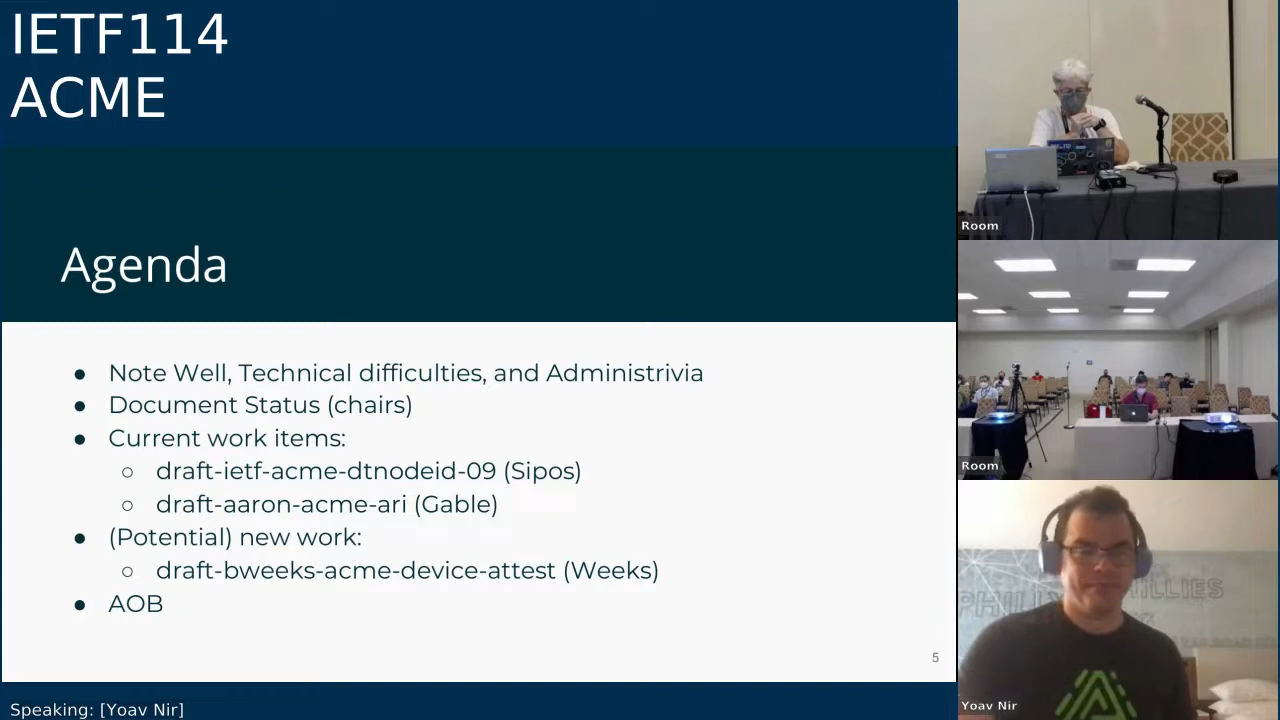 IETF114
ACME
Agenda
● Note Well, Technical difficulties, and Administrivia
● Document Status (chairs)
● Current work items:
○ draft-ietf-acme-dtnodeid-09 (Sipos)
○ draft-aaron-acme-ari (Gable)
● (Potential) new work:
○ draft-bweeks-acme-device-attest (Weeks)
● AOB
5
Speaking: [Yoav Nir]
Room
Room
PHILLIES
Yoav Nir